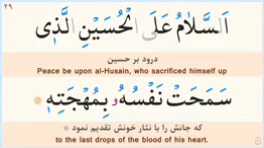 ٢٩
اَلسَّلَامُ عَلَی الْحُسَیْنِ الَّذِی
درود بر حسین
Peace be upon al-Husain, who sacrificed himself up
سَمَحَتْ نَفْسُهُ بِمُهْجَتِهِ
که جانش را با نثار خونش تقدیم نمود
to the last drops of the blood of his heart.